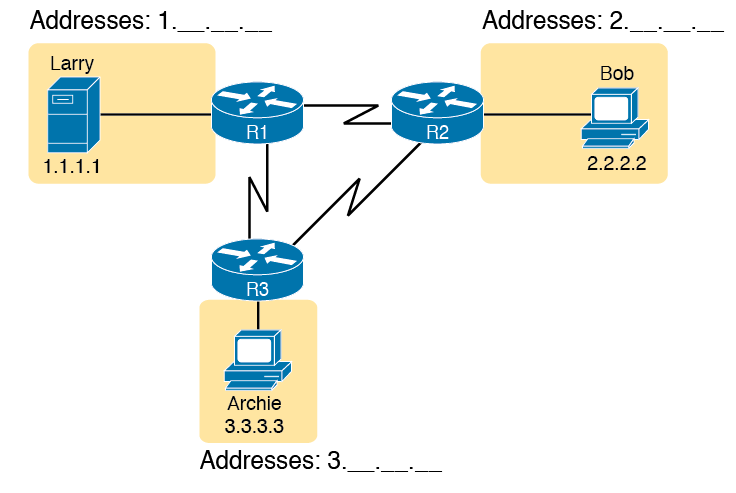 Addresses: 1.__.__.__
Addresses: 2.__.__.__
Larry
Bob
R1
R2
1.1.1.1
2.2.2.2
R3
Archie
3.3.3.3
Addresses: 3.__.__.__